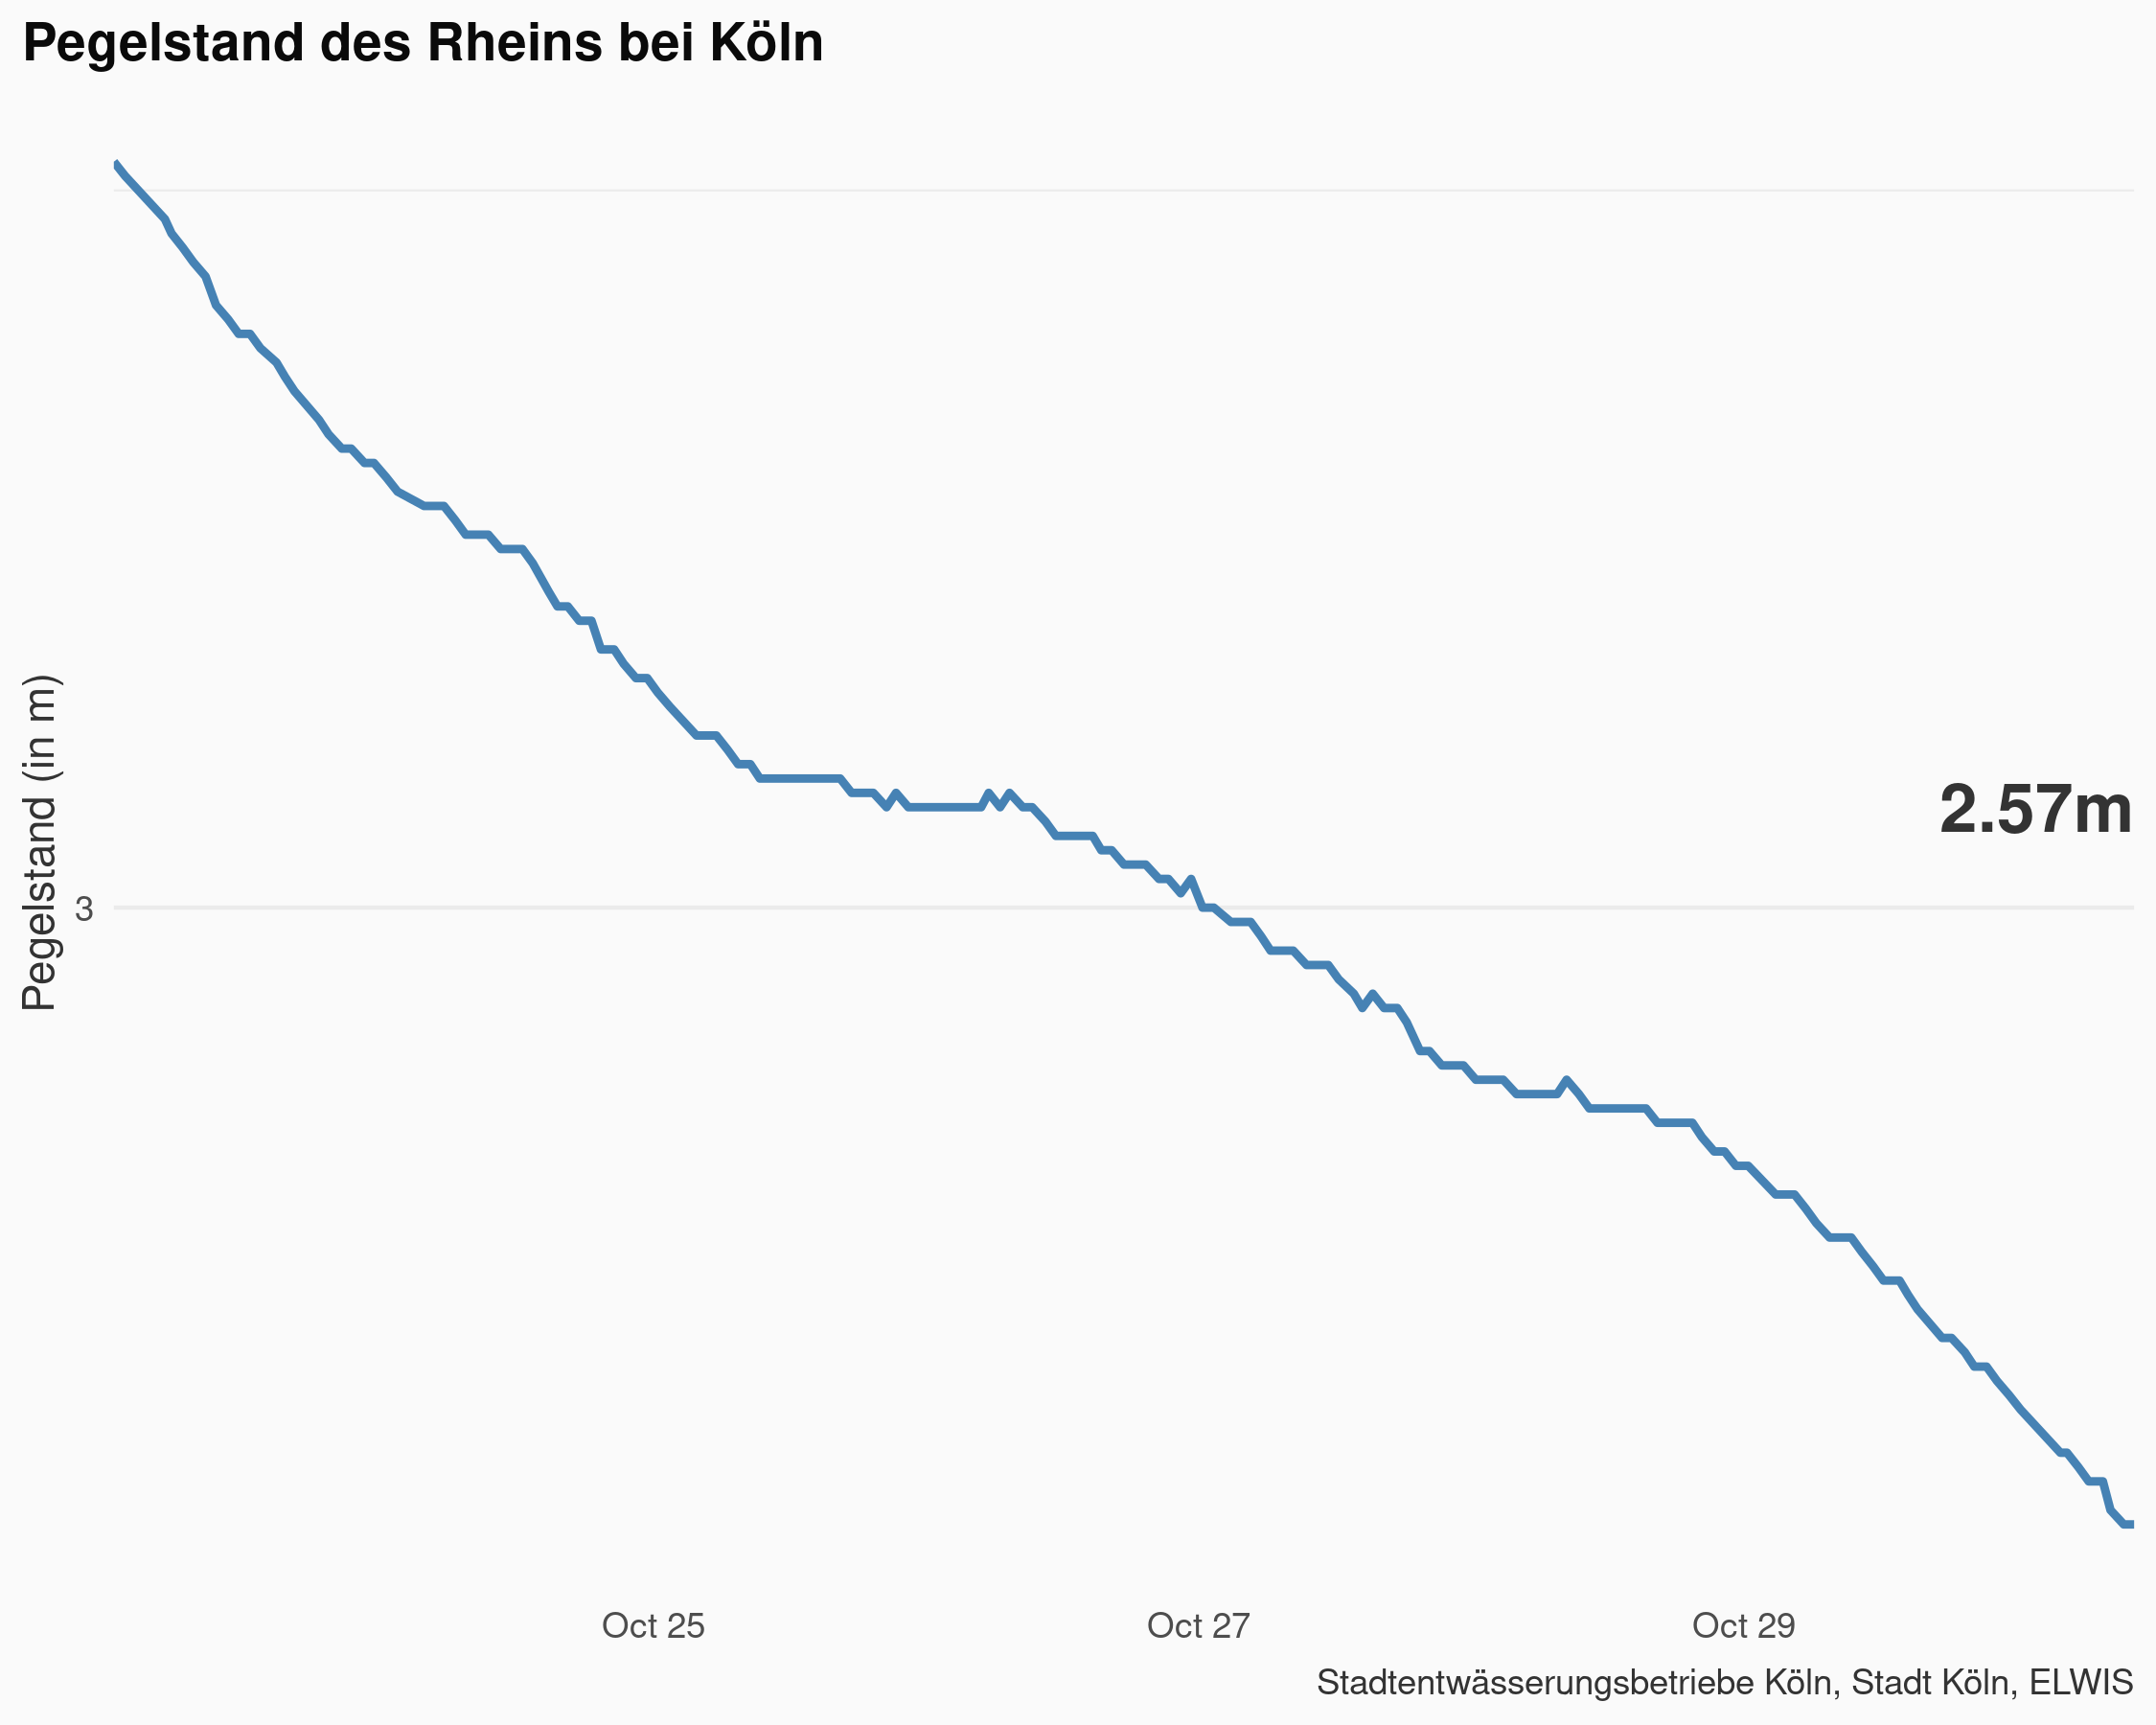 Pegelstand des Rheins bei Köln
Pegelstand (in m)
2.57m
3
Oct 25
Oct 27
Oct 29
Stadtentwässerungsbetriebe Köln, Stadt Köln, ELWIS